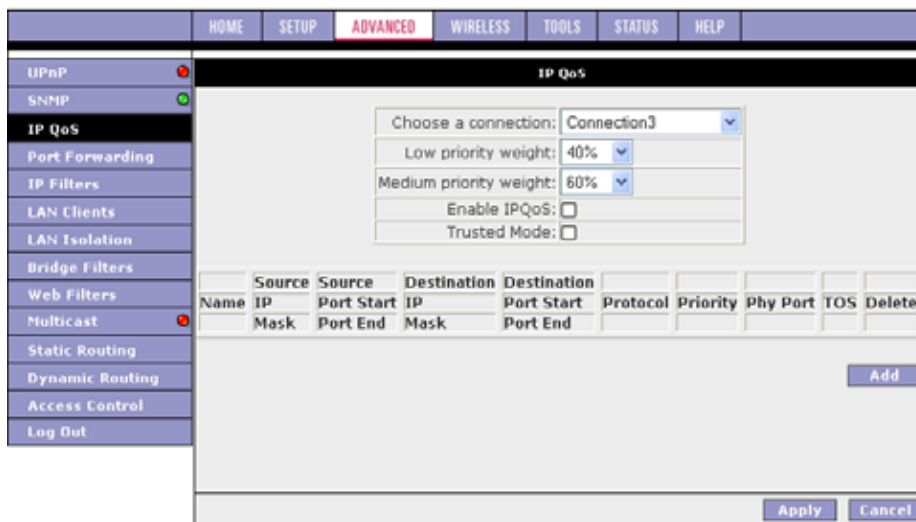 HOME SETUP ADVANCED WIRELESS TOOLS STATUS HELP
UPnP
SNMP
IP QoS
Port Forwarding
IP Filters
LAN Clients
LAN Isolation
Bridge Filters
Web Filters
Multicast
Static Routing
Dynamic Routing
Access Control
Log Out
IP QoS
Choose a connection: Connection3
Low priority weight: 40%
Medium priority weight: 60%
Enable IPQoS:
Trusted Mode:
Source Source Destination Destination
Name IP Port Start IP Port Start Protocol Priority Phy Port TOS Delete
Mask Port End Mask Port End
Add
Apply Cancel